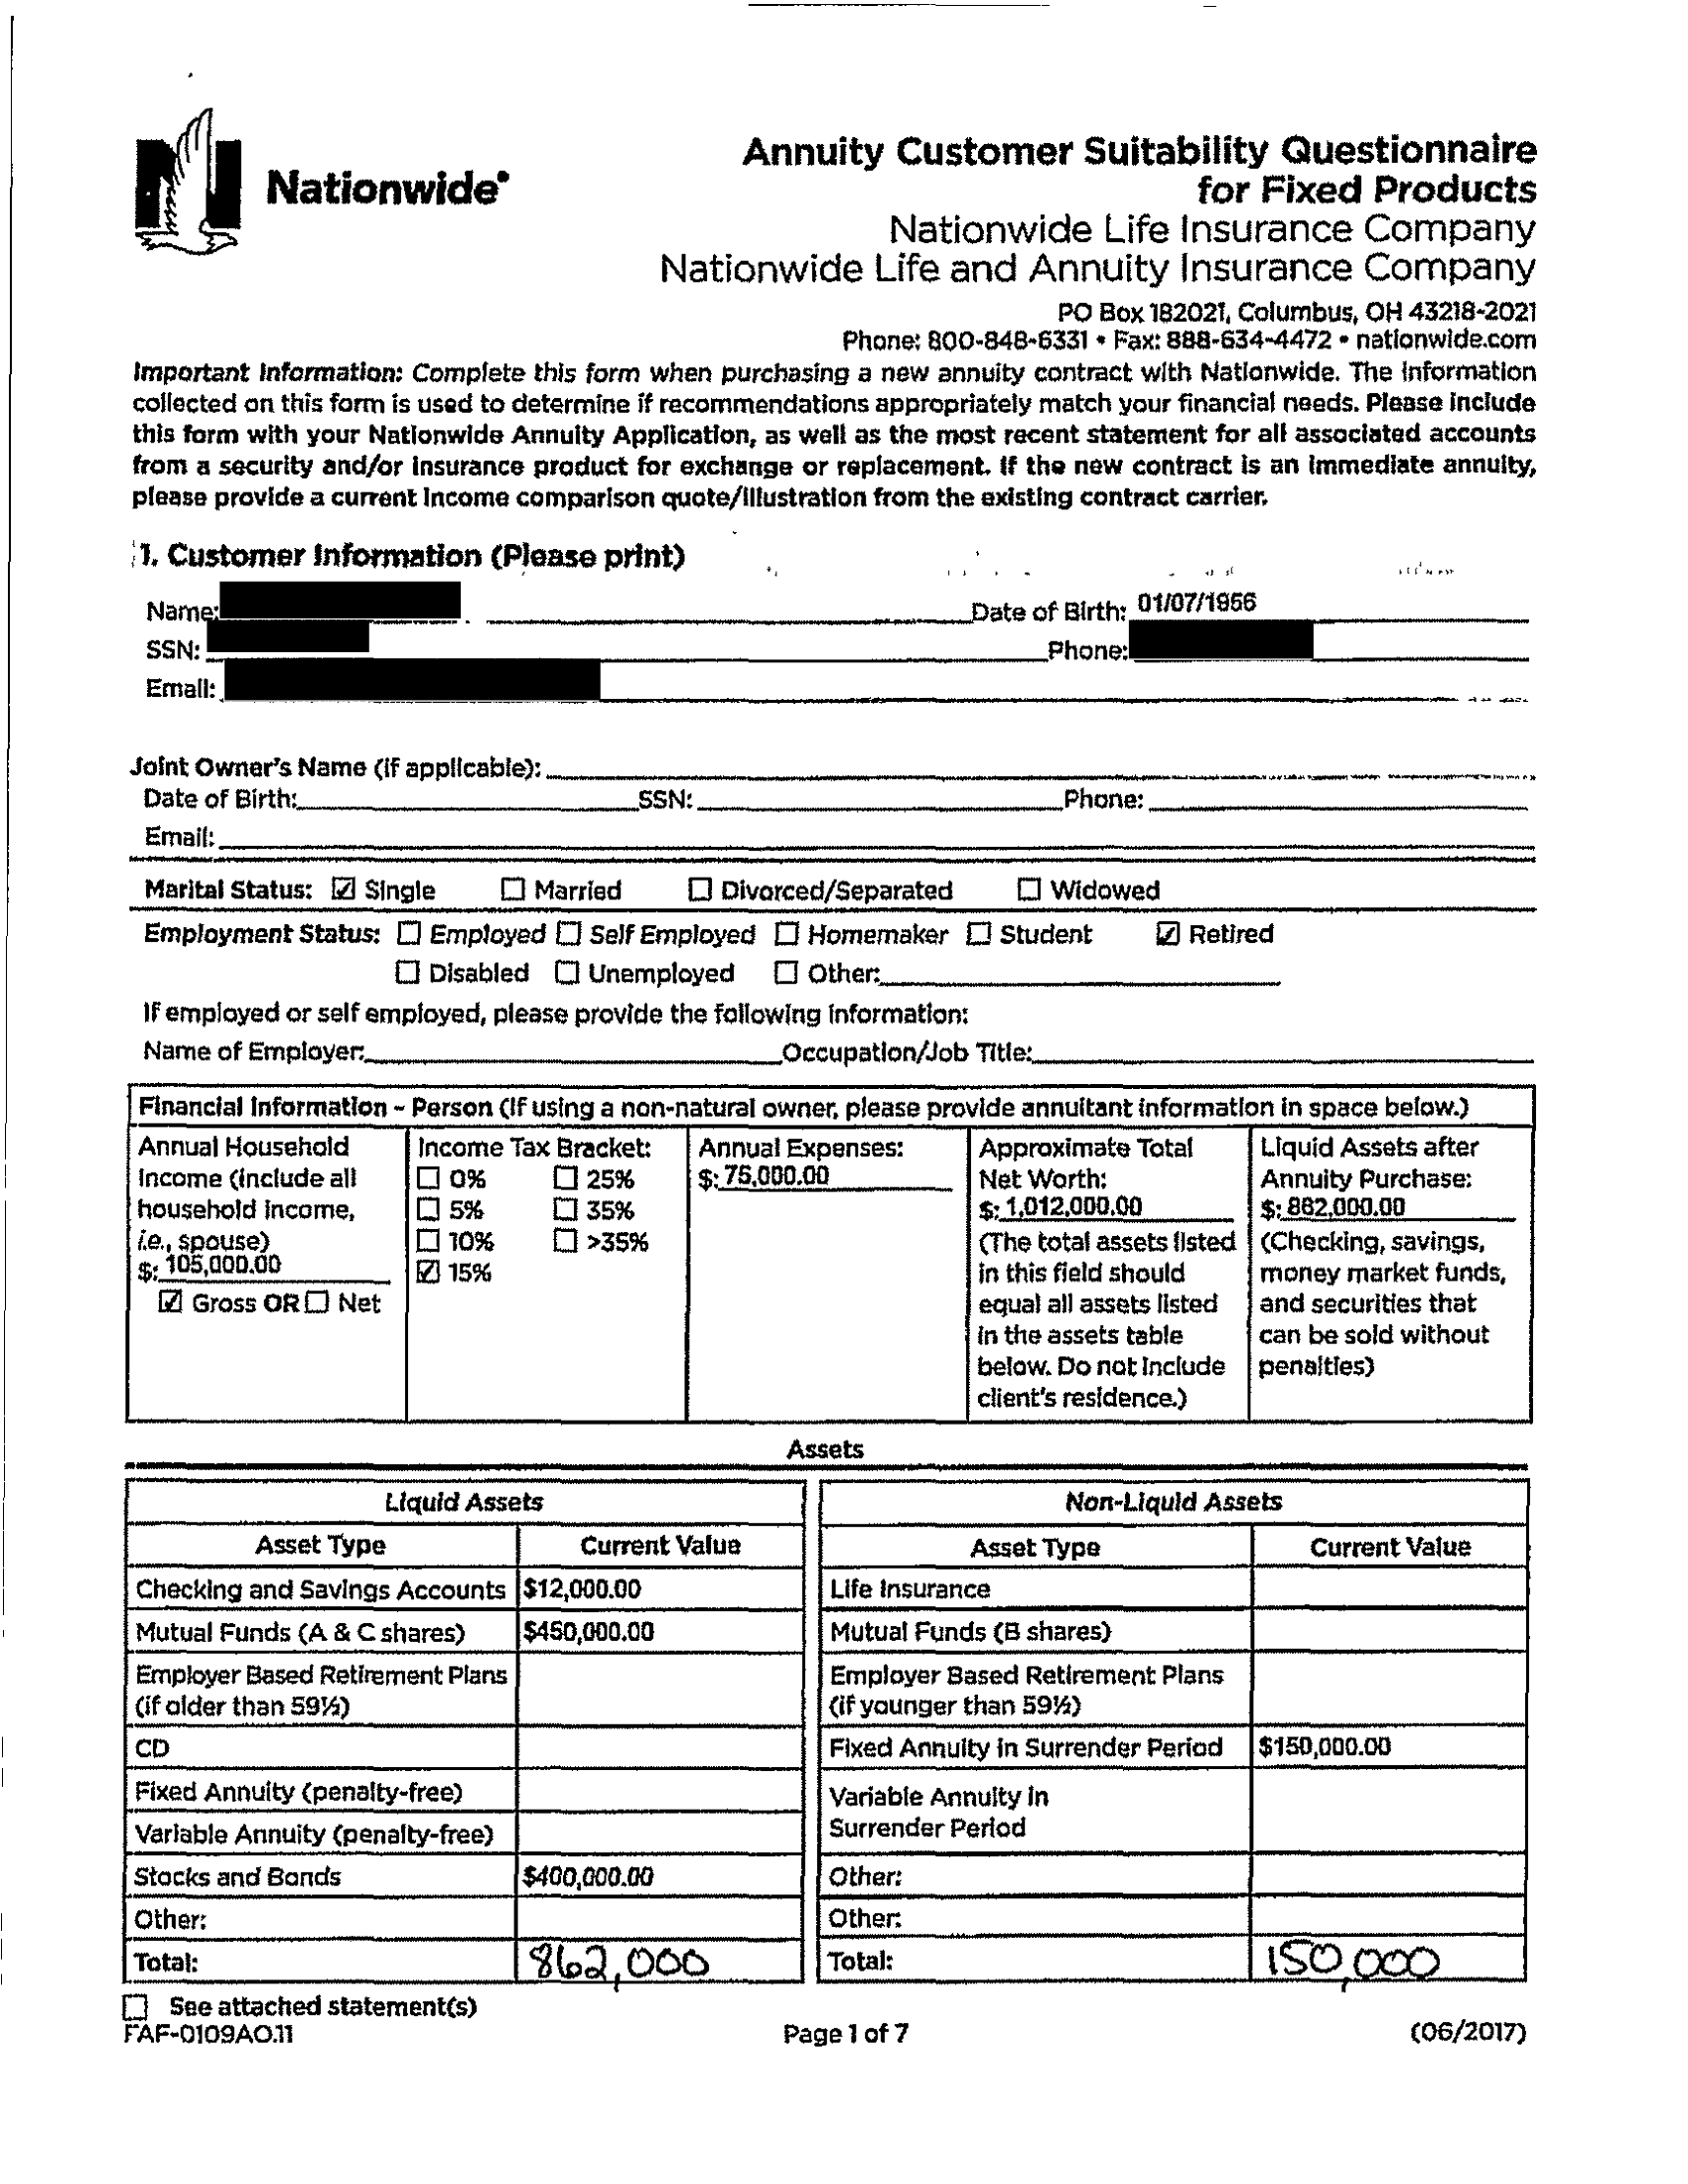 Nationwide®
Annuity Customer Suitability Questionnaire
for Fixed Products
Nationwide Life Insurance Company
Nationwide Life and Annuity Insurance Company
PO Box 182021, Columbus, OH 43218-2021
Phone: 800-848-6331 • Fax: 888-634-4472 • nationwide.com
Important Information: Complete this form when purchasing a new annuity contract with Nationwide. The information
collected on this form is used to determine if recommendations appropriately match your financial needs. Please include
this form with your Nationwide Annuity Application, as well as the most recent statement for all associated accounts
from a security and/or insurance product for exchange or replacement. If the new contract is an immediate annuity,
please provide a current income comparison quote/illustration from the existing contract carrier.
1. Customer Information (Please print)
Name: Date of Birth: 01/07/1956
SSN: Phone:
Email:
Joint Owner's Name (if applicable):
Date of Birth: SSN: Phone:
Email:
Marital Status: ☑ Single ☐ Married ☐ Divorced/Separated ☐ Widowed
Employment Status: ☐ Employed ☐ Self Employed ☐ Homemaker ☐ Student ☑ Retired
☐ Disabled ☐ Unemployed ☐ Other:
If employed or self employed, please provide the following information:
Name of Employer: Occupation/Job Title:
Financial Information - Person (If using a non-natural owner, please provide annuitant information in space below.)
Annual Household
Income (include all
household income,
i.e., spouse)
$: 105,000.00
☑ Gross OR ☐ Net
Income Tax Bracket:
☐ 0% ☐ 25%
☐ 5% ☐ 35%
☐ 10% ☐ >35%
☑ 15%
Annual Expenses:
$: 75,000.00
Approximate Total
Net Worth:
$: 1,012,000.00
(The total assets listed
in this field should
equal all assets listed
in the assets table
below. Do not include
client's residence.)
Liquid Assets after
Annuity Purchase:
$: 862,000.00
(Checking, savings,
money market funds,
and securities that
can be sold without
penalties)
Assets
Liquid Assets
Asset Type Current Value
Checking and Savings Accounts $12,000.00
Mutual Funds (A & C shares) $450,000.00
Employer Based Retirement Plans
(if older than 59½)
CD
Fixed Annuity (penalty-free)
Variable Annuity (penalty-free)
Stocks and Bonds $400,000.00
Other:
Total: 862,000
Non-Liquid Assets
Asset Type Current Value
Life Insurance
Mutual Funds (B shares)
Employer Based Retirement Plans
(if younger than 59½)
Fixed Annuity in Surrender Period $150,000.00
Variable Annuity in
Surrender Period
Other:
Other:
Total: 150,000
☐ See attached statement(s)
FAF-0109AO.11 Page 1 of 7 (06/2017)